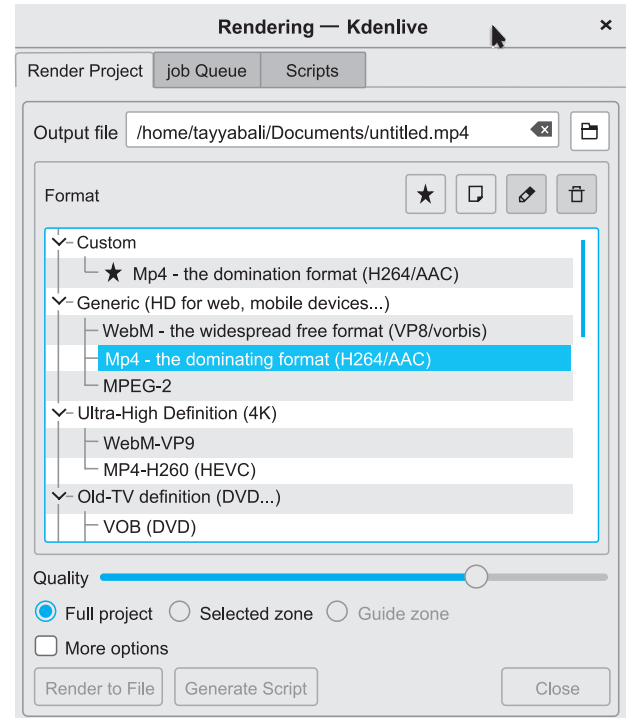 Rendering — Kdenlive
Render Project job Queue Scripts
Output file /home/tayyabali/Documents/untitled.mp4
Format
Custom
Mp4 - the domination format (H264/AAC)
Generic (HD for web, mobile devices...)
WebM - the widespread free format (VP8/vorbis)
Mp4 - the dominating format (H264/AAC)
MPEG-2
Ultra-High Definition (4K)
WebM-VP9
MP4-H260 (HEVC)
Old-TV definition (DVD...)
VOB (DVD)
Quality
Full project Selected zone Guide zone
More options
Render to File Generate Script Close